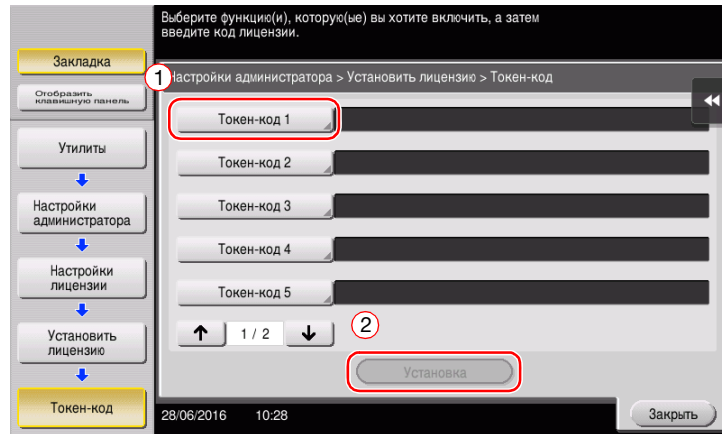 Выберите функцию(и), которую(ые) вы хотите включить, а затем
введите код лицензии.
Закладка
Отобразить
клавишную панель
Утилиты
Настройки
администратора
Настройки
лицензии
Установить
лицензию
Токен-код
1
Настройки администратора > Установить лицензию > Токен-код
Токен-код 1
Токен-код 2
Токен-код 3
Токен-код 4
Токен-код 5
1 / 2
2
Установка
28/06/2016 10:28
Закрыть